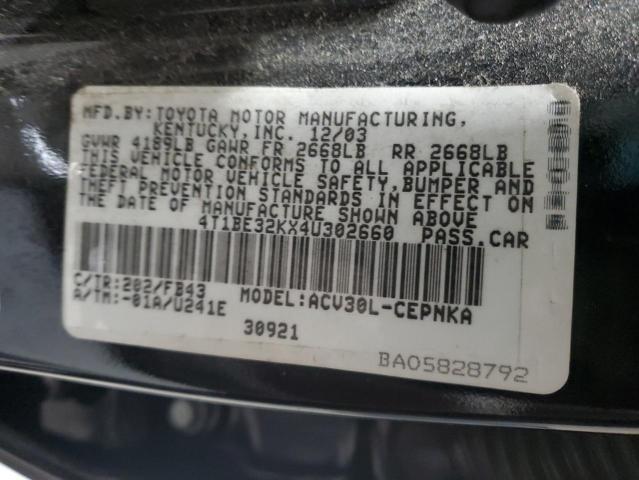 MFD.BY:TOYOTA MOTOR MANUFACTURING,
KENTUCKY,INC. 12/03
GVWR 4189LB GAWR FR 2668LB RR 2668LB
THIS VEHICLE CONFORMS TO ALL APPLICABLE
FEDERAL MOTOR VEHICLE SAFETY,BUMPER AND
THEFT PREVENTION STANDARDS IN EFFECT ON
THE DATE OF MANUFACTURE SHOWN ABOVE.
4T1BE32KX4U302660 PASS.CAR
C/TR:202/FB43 MODEL:ACV30L-CEPNKA
A/TM:-01A/U241E
30921
BA05828792